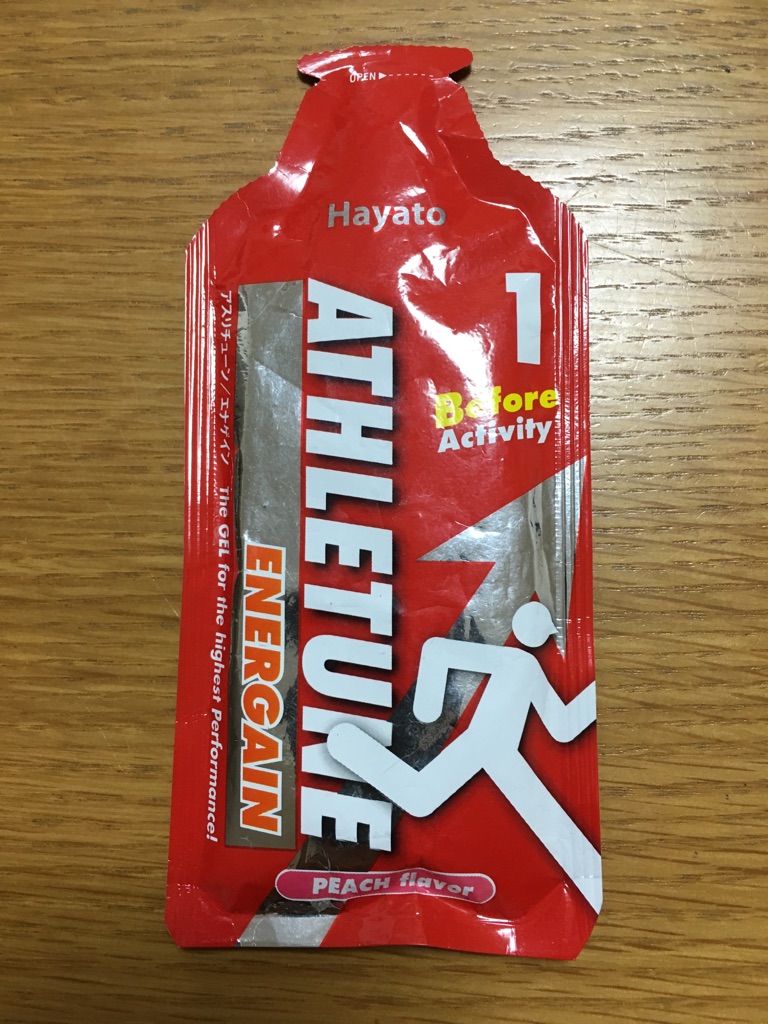 OPEN
Hayato
1
Before
Activity
ATHLETUNE
ENERGAIN
アスリチューン/エナゲイン The GEL for the highest Performance!
PEACH flavor